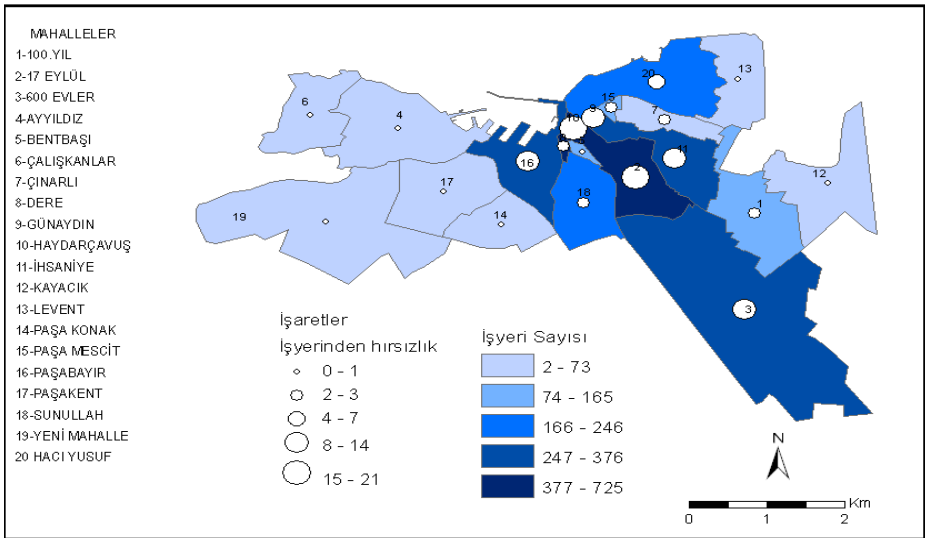 MAHALLELER
1-100.YIL
2-17 EYLÜL
3-600 EVLER
4-AYYILDIZ
5-BENTBAŞI
6-ÇALIŞKANLAR
7-ÇINARLI
8-DERE
9-GÜNAYDIN
10-HAYDARÇAVUŞ
11-İHSANİYE
12-KAYACIK
13-LEVENT
14-PAŞA KONAK
15-PAŞA MESCİT
16-PAŞABAYIR
17-PAŞAKENT
18-SUNULLAH
19-YENİ MAHALLE
20 HACI YUSUF
20
13
15
9
7
6
4
10
11
16
2
12
17
18
1
19
14
3
İşaretler
İşyerinden hırsızlık
0 - 1
2 - 3
4 - 7
8 - 14
15 - 21
İşyeri Sayısı
2 - 73
74 - 165
166 - 246
247 - 376
377 - 725
N
Km
0 1 2